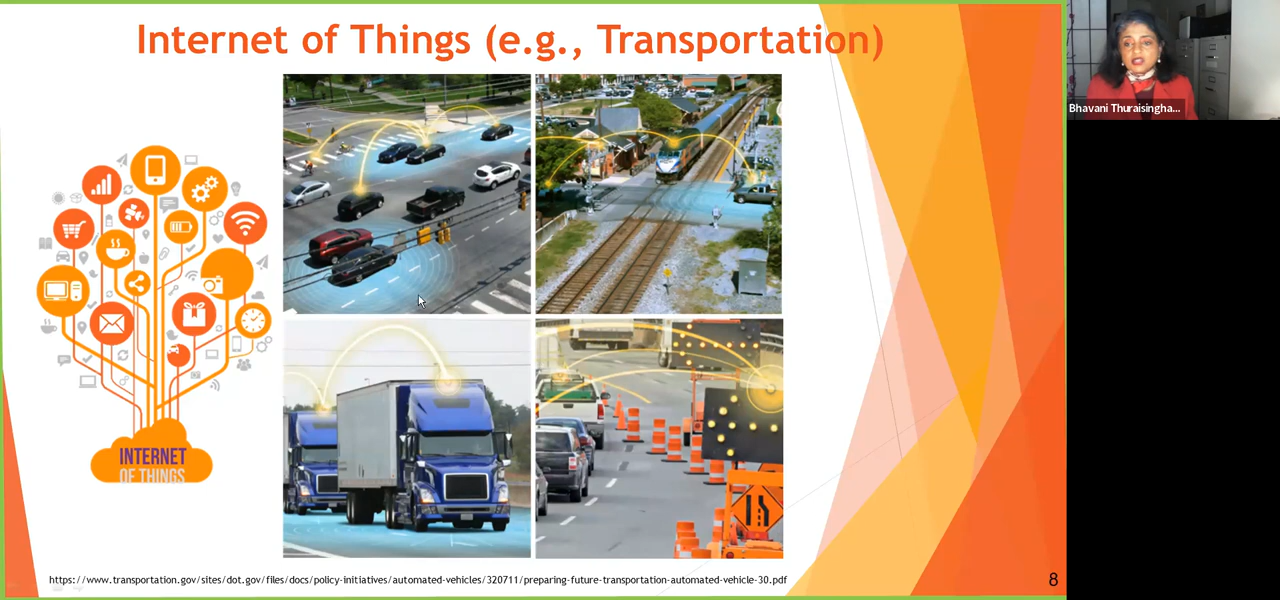 Internet of Things (e.g., Transportation)
Bhavani Thuraisingha...
INTERNET
OF THINGS
https://www.transportation.gov/sites/dot.gov/files/docs/policy-initiatives/automated-vehicles/320711/preparing-future-transportation-automated-vehicle-30.pdf
8